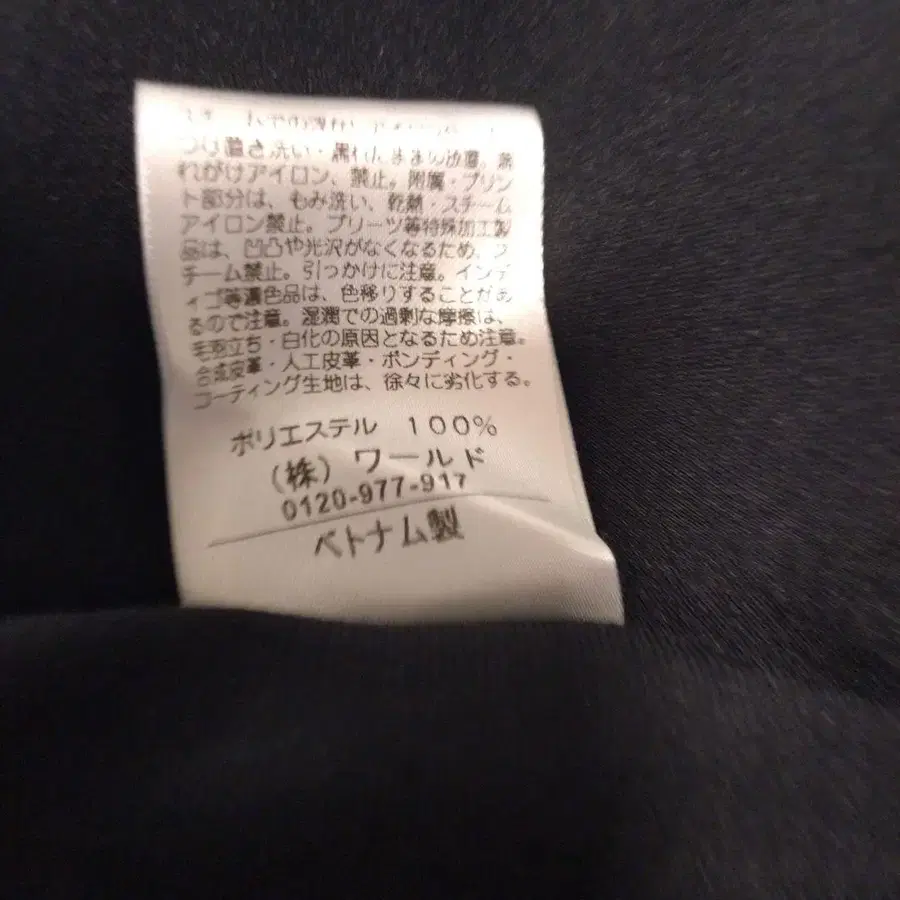 つけ置き洗い・濡れたままの放置、濡
れがけアイロン、禁止。附属・プリン
ト部分は、もみ洗い、乾熱・スチーム
アイロン禁止。プリーツ等特殊加工製
品は、凹凸や光沢がなくなるため、ス
チーム禁止。引っかけに注意。インデ
ィゴ等濃色品は、色移りすることがあ
るので注意。湿潤での過剰な摩擦は、
毛羽立ち・白化の原因となるため注意。
合成皮革・人工皮革・ボンディング・
コーティング生地は、徐々に劣化する。
ポリエステル 100%
(株) ワールド
0120-977-917
ベトナム製